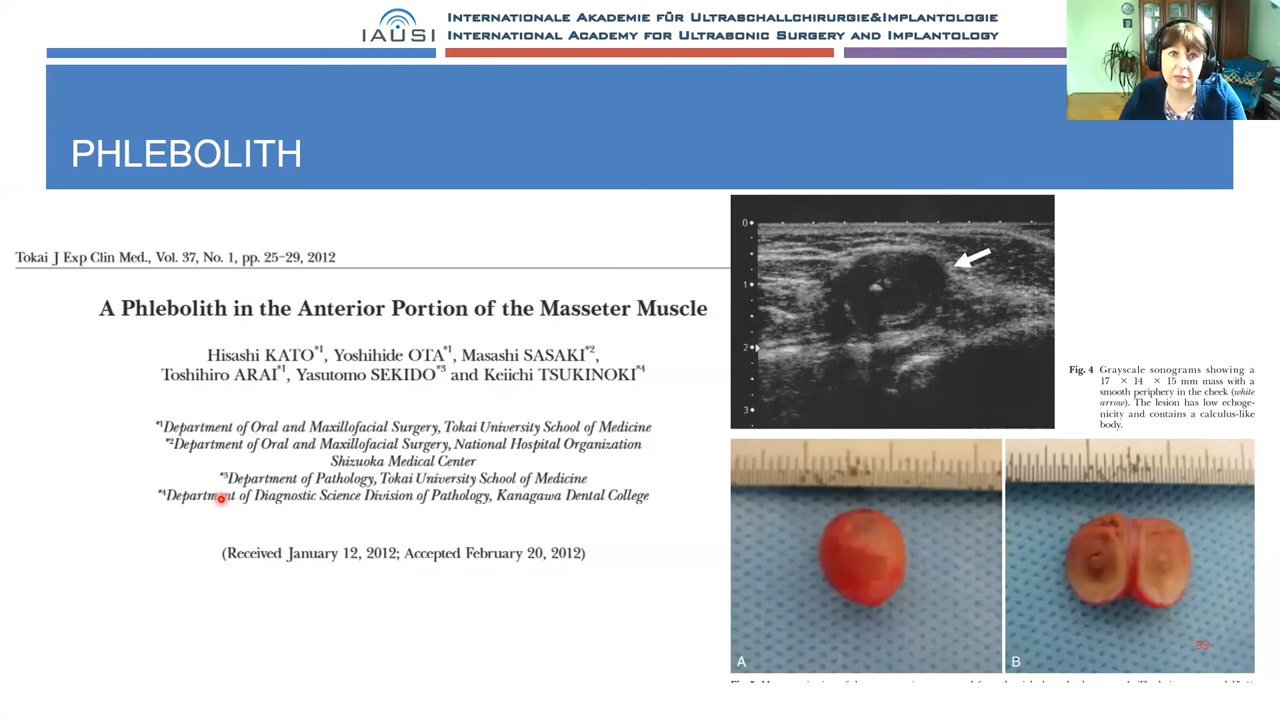 IAUSI
INTERNATIONALE AKADEMIE FÜR ULTRASCHALLCHIRURGIE&IMPLANTOLOGIE
INTERNATIONAL ACADEMY FOR ULTRASONIC SURGERY AND IMPLANTOLOGY
PHLEBOLITH
Tokai J Exp Clin Med., Vol. 37, No. 1, pp. 25-29, 2012
A Phlebolith in the Anterior Portion of the Masseter Muscle
Hisashi KATO*1, Yoshihide OTA*1, Masashi SASAKI*2,
Toshihiro ARAI*1, Yasutomo SEKIDO*3 and Keiichi TSUKINOKI*4
*1Department of Oral and Maxillofacial Surgery, Tokai University School of Medicine
*2Department of Oral and Maxillofacial Surgery, National Hospital Organization
Shizuoka Medical Center
*3Department of Pathology, Tokai University School of Medicine
*4Department of Diagnostic Science Division of Pathology, Kanagawa Dental College
(Received January 12, 2012; Accepted February 20, 2012)
0
1
2
3
Fig. 4 Grayscale sonograms showing a
17 × 14 × 15 mm mass with a
smooth periphery in the cheek (white
arrow). The lesion has low echoge-
nicity and contains a calculus-like
body.
A
B
39